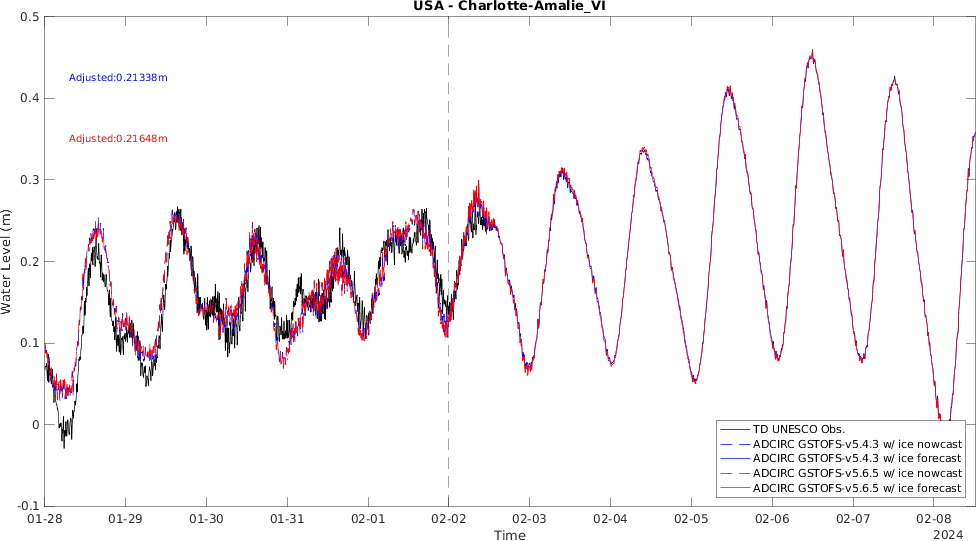 USA - Charlotte-Amalie_VI
0.5
0.4
0.3
0.2
0.1
0
-0.1
Water Level (m)
Adjusted:0.21338m
Adjusted:0.21648m
TD UNESCO Obs.
ADCIRC GSTOFS-v5.4.3 w/ ice nowcast
ADCIRC GSTOFS-v5.4.3 w/ ice forecast
ADCIRC GSTOFS-v5.6.5 w/ ice nowcast
ADCIRC GSTOFS-v5.6.5 w/ ice forecast
01-28 01-29 01-30 01-31 02-01 02-02 02-03 02-04 02-05 02-06 02-07 02-08
Time
2024